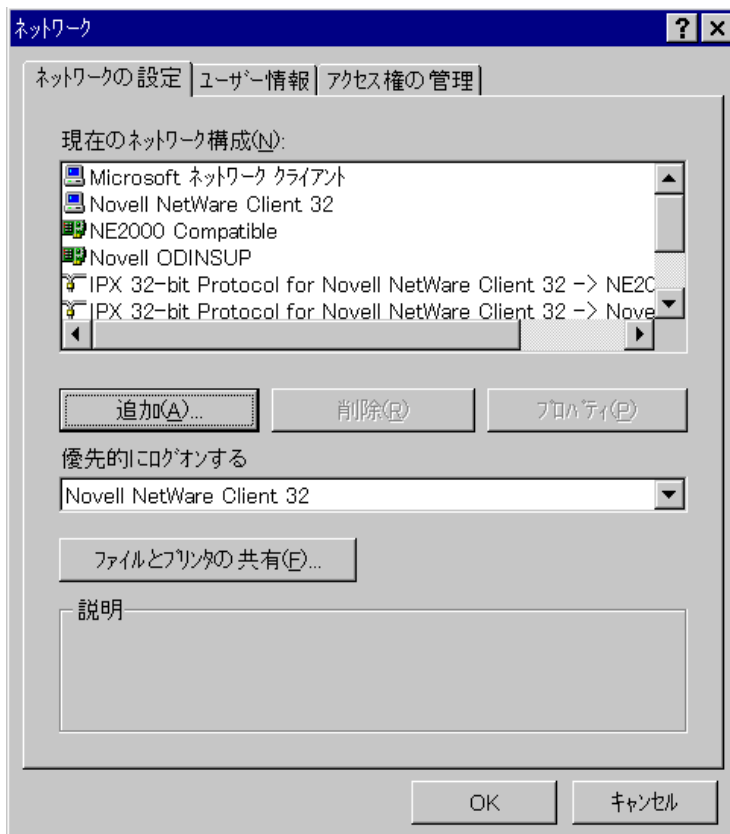 ネットワーク
ネットワークの設定 ユーザー情報 アクセス権の管理
現在のネットワーク構成(N):
Microsoft ネットワーク クライアント
Novell NetWare Client 32
NE2000 Compatible
Novell ODINSUP
IPX 32-bit Protocol for Novell NetWare Client 32 -> NE20
IPX 32-bit Protocol for Novell NetWare Client 32 -> Nove
追加(A)... 削除(R) プロパティ(P)
優先的にログオンする
Novell NetWare Client 32
ファイルとプリンタの共有(F)...
説明
OK キャンセル